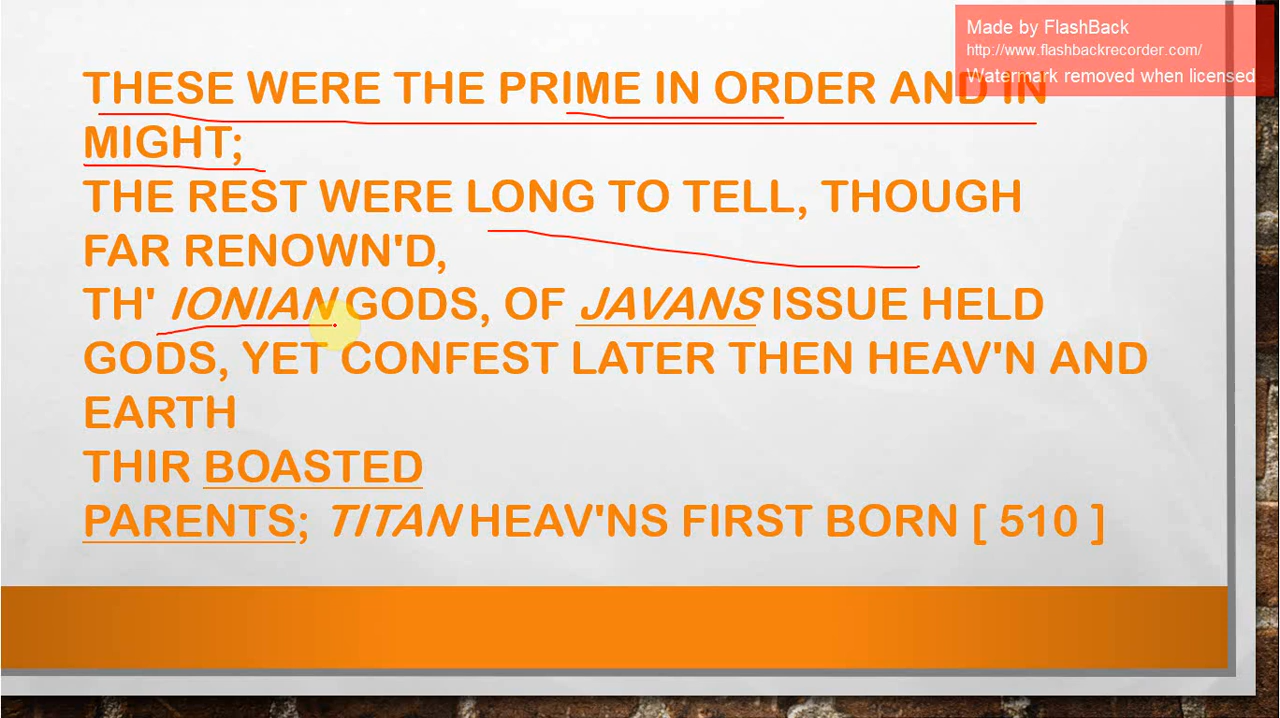 Made by FlashBack
http://www.flashbackrecorder.com/
Watermark removed when licensed
THESE WERE THE PRIME IN ORDER AND IN
MIGHT;
THE REST WERE LONG TO TELL, THOUGH
FAR RENOWN'D,
TH' IONIAN GODS, OF JAVANS ISSUE HELD
GODS, YET CONFEST LATER THEN HEAV'N AND
EARTH
THIR BOASTED
PARENTS; TITAN HEAV'NS FIRST BORN [ 510 ]